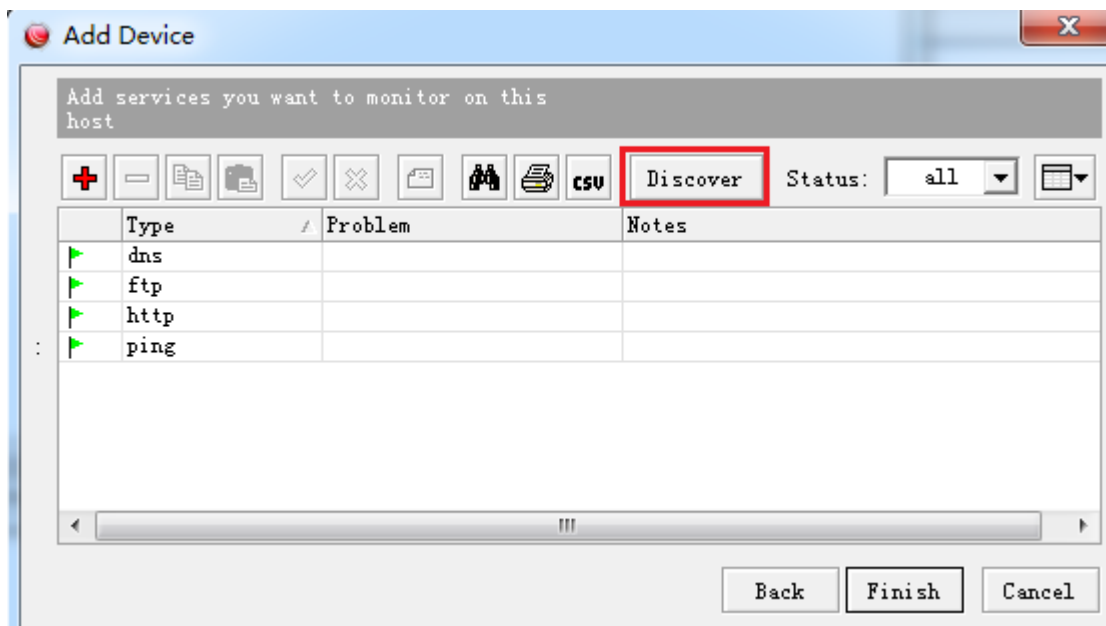 Add Device
Add services you want to monitor on this
host
csv Discover Status: all
Type Problem Notes
dns
ftp
http
:
ping
Back Finish Cancel